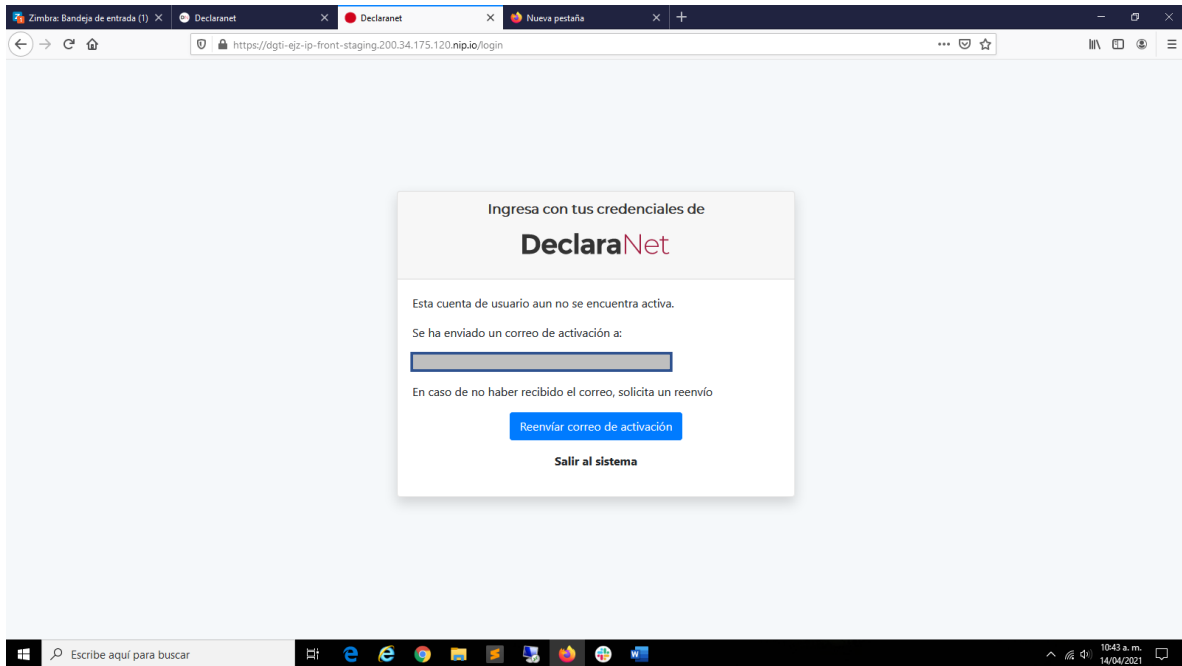 Zimbra: Bandeja de entrada (1)
Declaranet
Declaranet
Nueva pestaña
https://dgti-ejz-ip-front-staging.200.34.175.120.nip.io/login
Ingresa con tus credenciales de
DeclaraNet
Esta cuenta de usuario aun no se encuentra activa.
Se ha enviado un correo de activación a:
En caso de no haber recibido el correo, solicita un reenvío
Reenvíar correo de activación
Salir al sistema
Escribe aquí para buscar
10:43 a. m.
14/04/2021